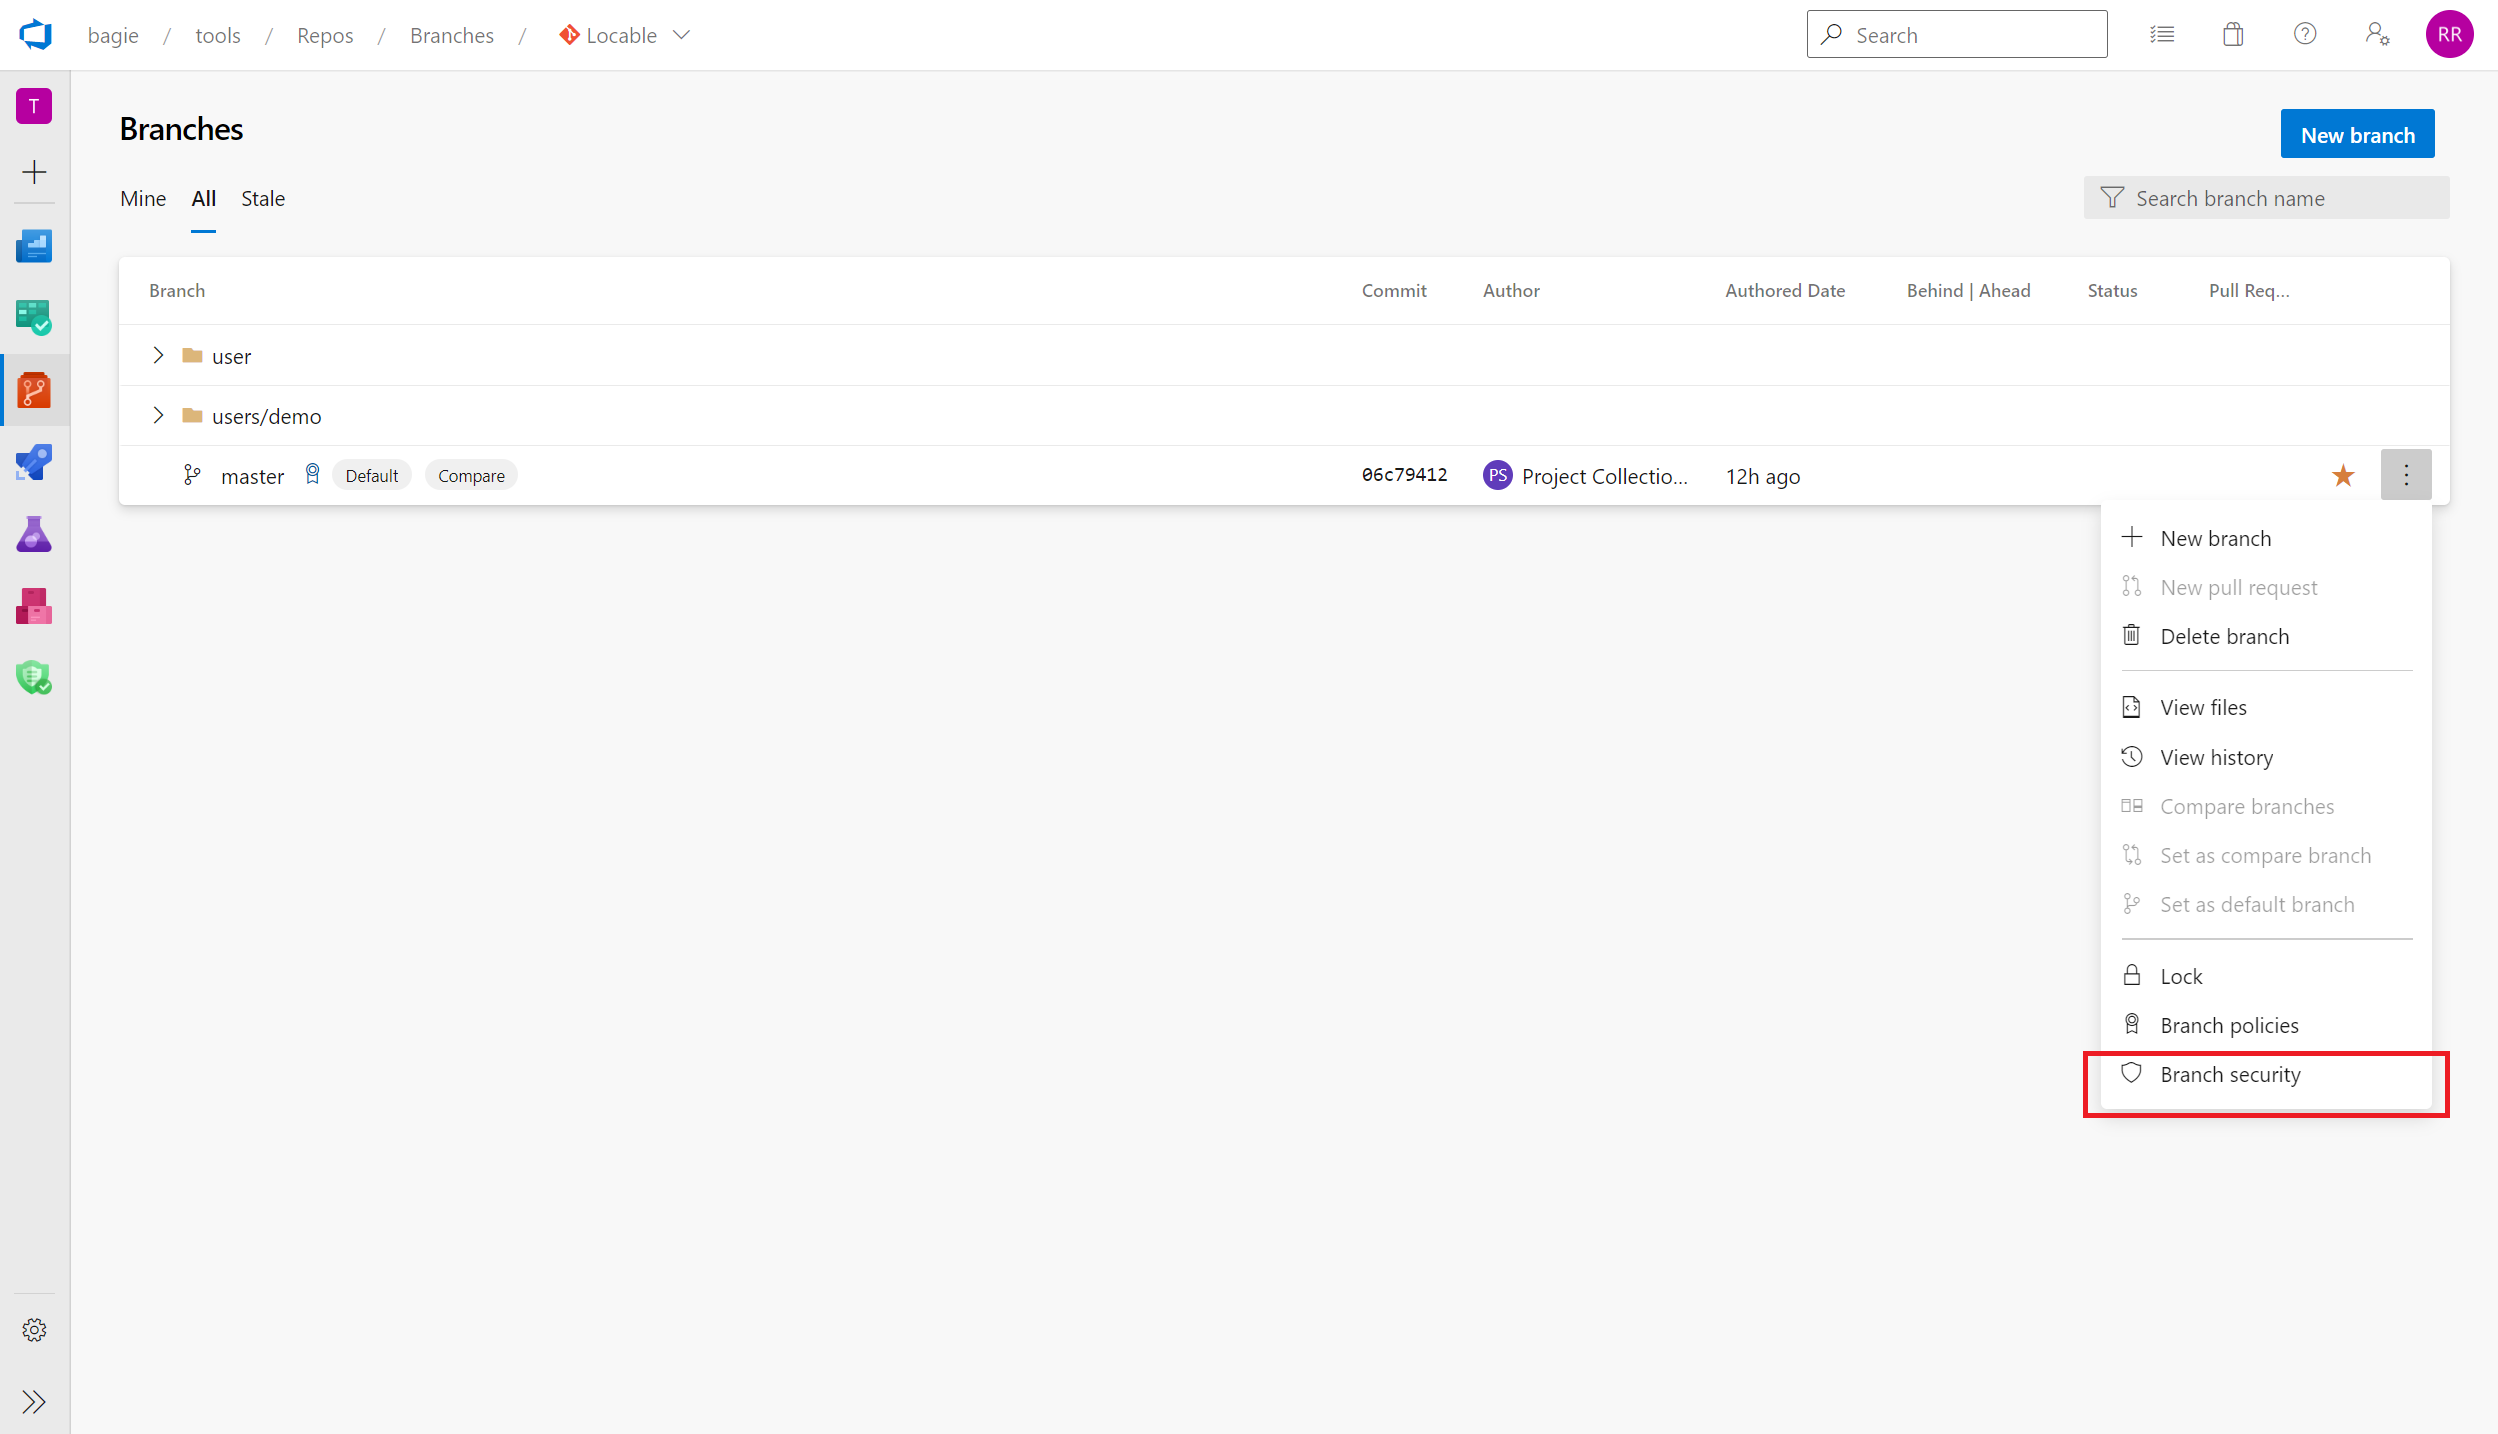 bagie / tools / Repos / Branches / Locable
Search
RR
T
Branches
New branch
Mine All Stale
Search branch name
Branch Commit Author Authored Date Behind | Ahead Status Pull Req...
user
users/demo
master Default Compare 06c79412 PS Project Collectio... 12h ago
New branch
New pull request
Delete branch
View files
View history
Compare branches
Set as compare branch
Set as default branch
Lock
Branch policies
Branch security